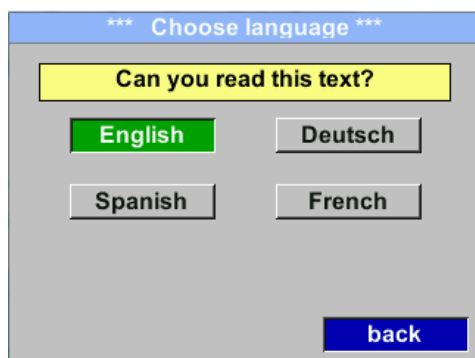 *** Choose language ***
Can you read this text?
English Deutsch
Spanish French
back